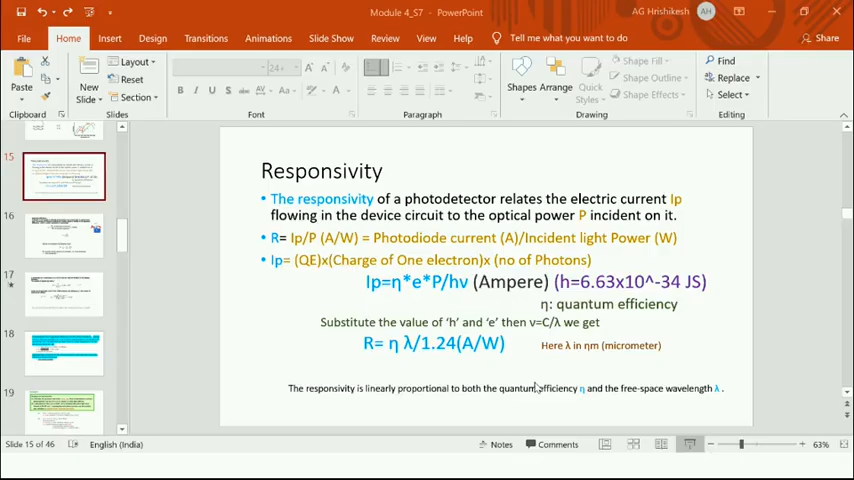 Module 4_S7 - PowerPoint
AG Hrishikesh
AH
File Home Insert Design Transitions Animations Slide Show Review View Help Tell me what you want to do Share
Paste
New Slide
Layout
Reset
Section
24+
Shapes
Arrange
Quick Styles
Shape Fill
Shape Outline
Shape Effects
Find
Replace
Select
Clipboard Slides Font Paragraph Drawing Editing
15
16
17
18
19
Responsivity
• The responsivity of a photodetector relates the electric current Ip
flowing in the device circuit to the optical power P incident on it.
• R= Ip/P (A/W) = Photodiode current (A)/Incident light Power (W)
• Ip= (QE)x(Charge of One electron)x (no of Photons)
Ip=η*e*P/hν (Ampere) (h=6.63x10^-34 JS)
η: quantum efficiency
Substitute the value of 'h' and 'e' then ν=C/λ we get
R= η λ/1.24(A/W) Here λ in ηm (micrometer)
The responsivity is linearly proportional to both the quantum efficiency η and the free-space wavelength λ .
Slide 15 of 46 English (India) Notes Comments 63%